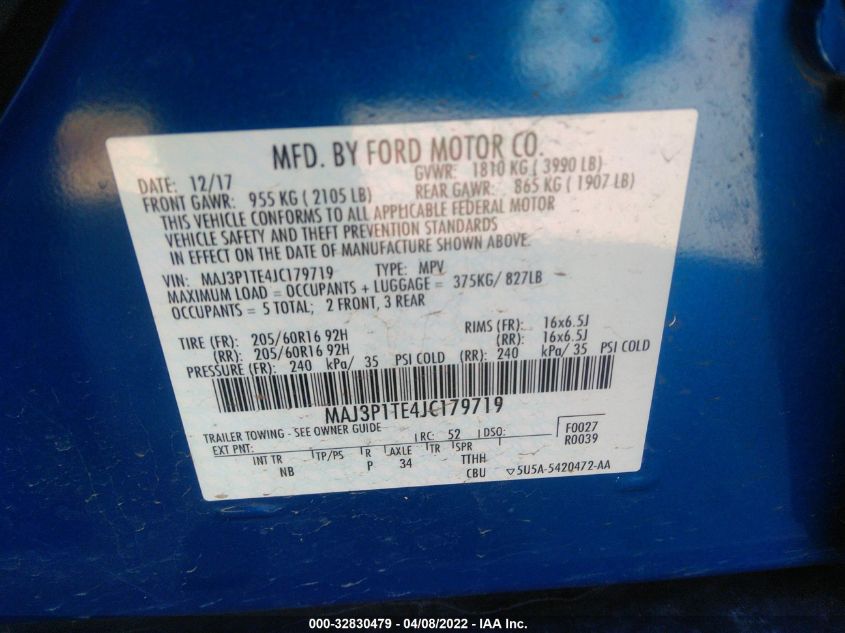 MFD. BY FORD MOTOR CO.
DATE: 12/17 GVWR: 1810 KG ( 3990 LB)
FRONT GAWR: 955 KG ( 2105 LB) REAR GAWR: 865 KG ( 1907 LB)
THIS VEHICLE CONFORMS TO ALL APPLICABLE FEDERAL MOTOR
VEHICLE SAFETY AND THEFT PREVENTION STANDARDS
IN EFFECT ON THE DATE OF MANUFACTURE SHOWN ABOVE.
VIN: MAJ3P1TE4JC179719 TYPE: MPV
MAXIMUM LOAD = OCCUPANTS + LUGGAGE = 375KG/ 827LB
OCCUPANTS = 5 TOTAL; 2 FRONT, 3 REAR
TIRE (FR): 205/60R16 92H RIMS (FR): 16x6.5J
(RR): 205/60R16 92H (RR): 16x6.5J
PRESSURE (FR): 240 kPa/ 35 PSI COLD (RR): 240 kPa/ 35 PSI COLD
MAJ3P1TE4JC179719
TRAILER TOWING - SEE OWNER GUIDE
EXT PNT: RC: 52 DSO: F0027
R0039
INT TR TP/PS R AXLE TR SPR
NB P 34 TTHH
CBU ▽5U5A-5420472-AA
000-32830479 - 04/08/2022 - IAA Inc.